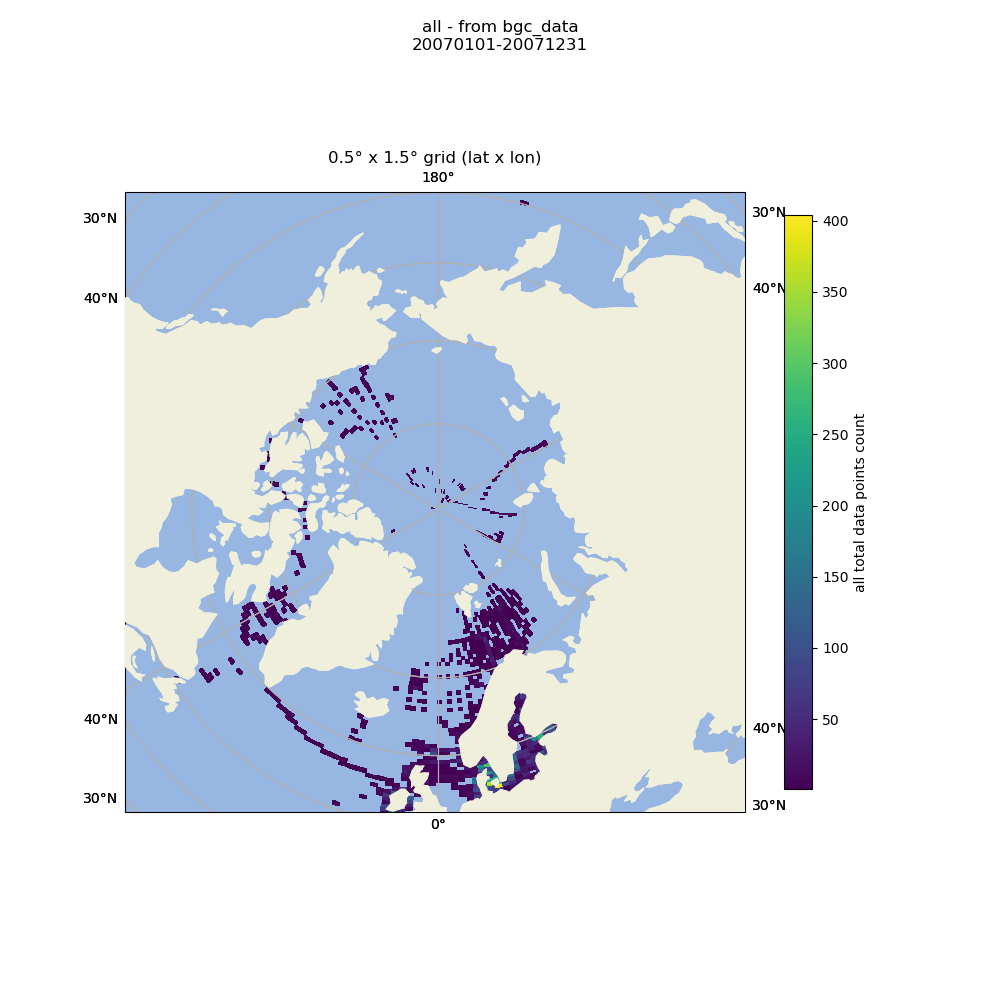 all - from bgc_data
20070101-20071231
0.5° x 1.5° grid (lat x lon)
180°
30°N
30°N
40°N
40°N
40°N
40°N
30°N
30°N
0°
400
350
300
250
200
150
100
50
all total data points count